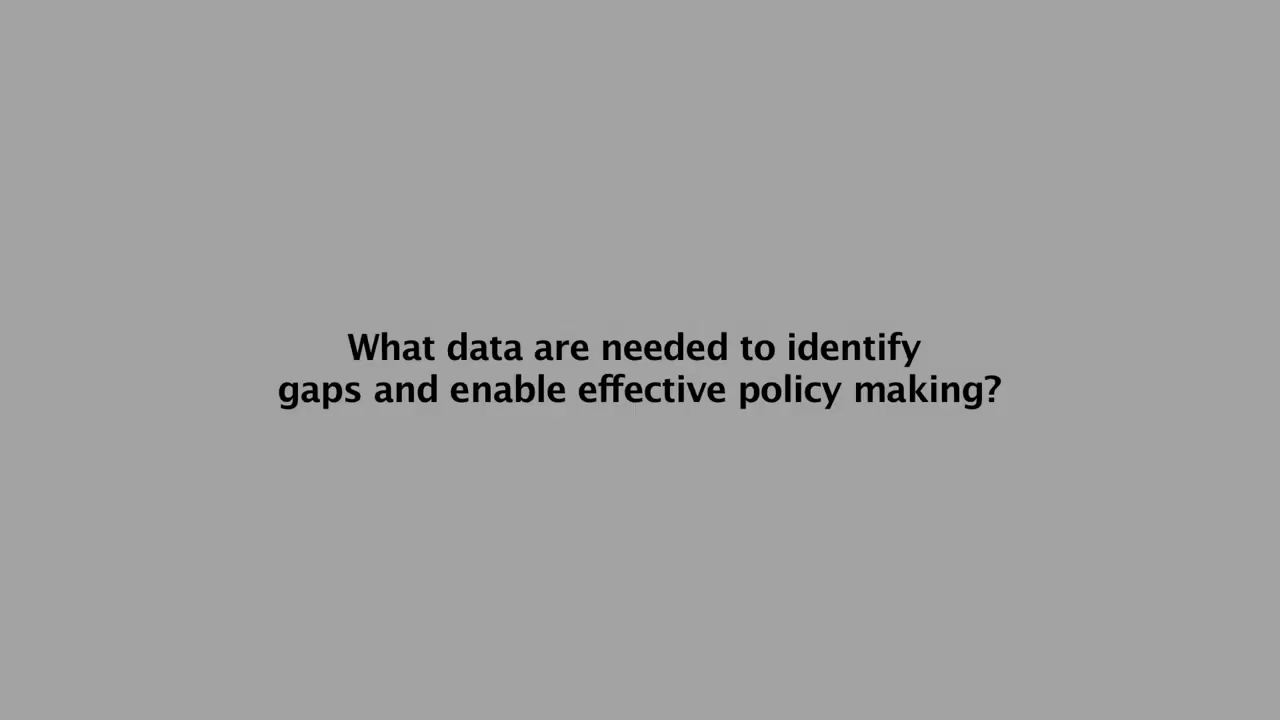 What data are needed to identify
gaps and enable effective policy making?